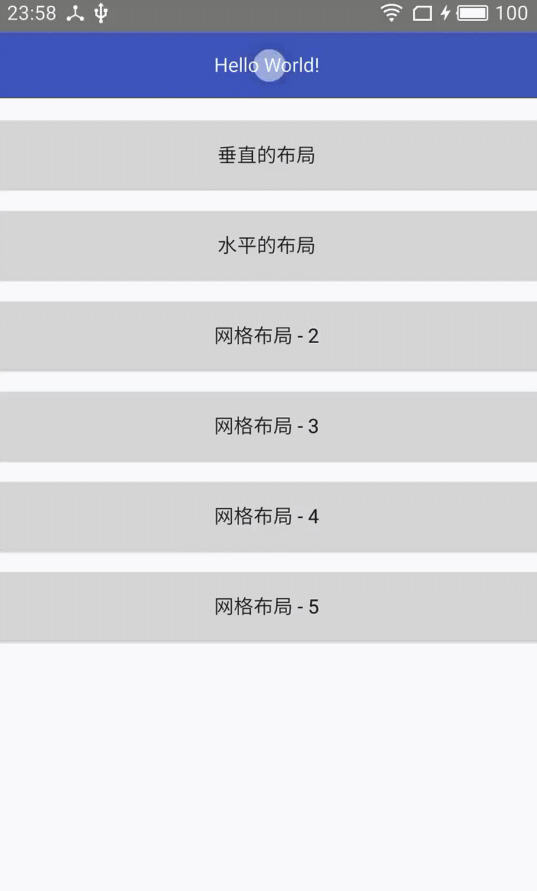 23:58 100
Hello World!
垂直的布局
水平的布局
网格布局 - 2
网格布局 - 3
网格布局 - 4
网格布局 - 5